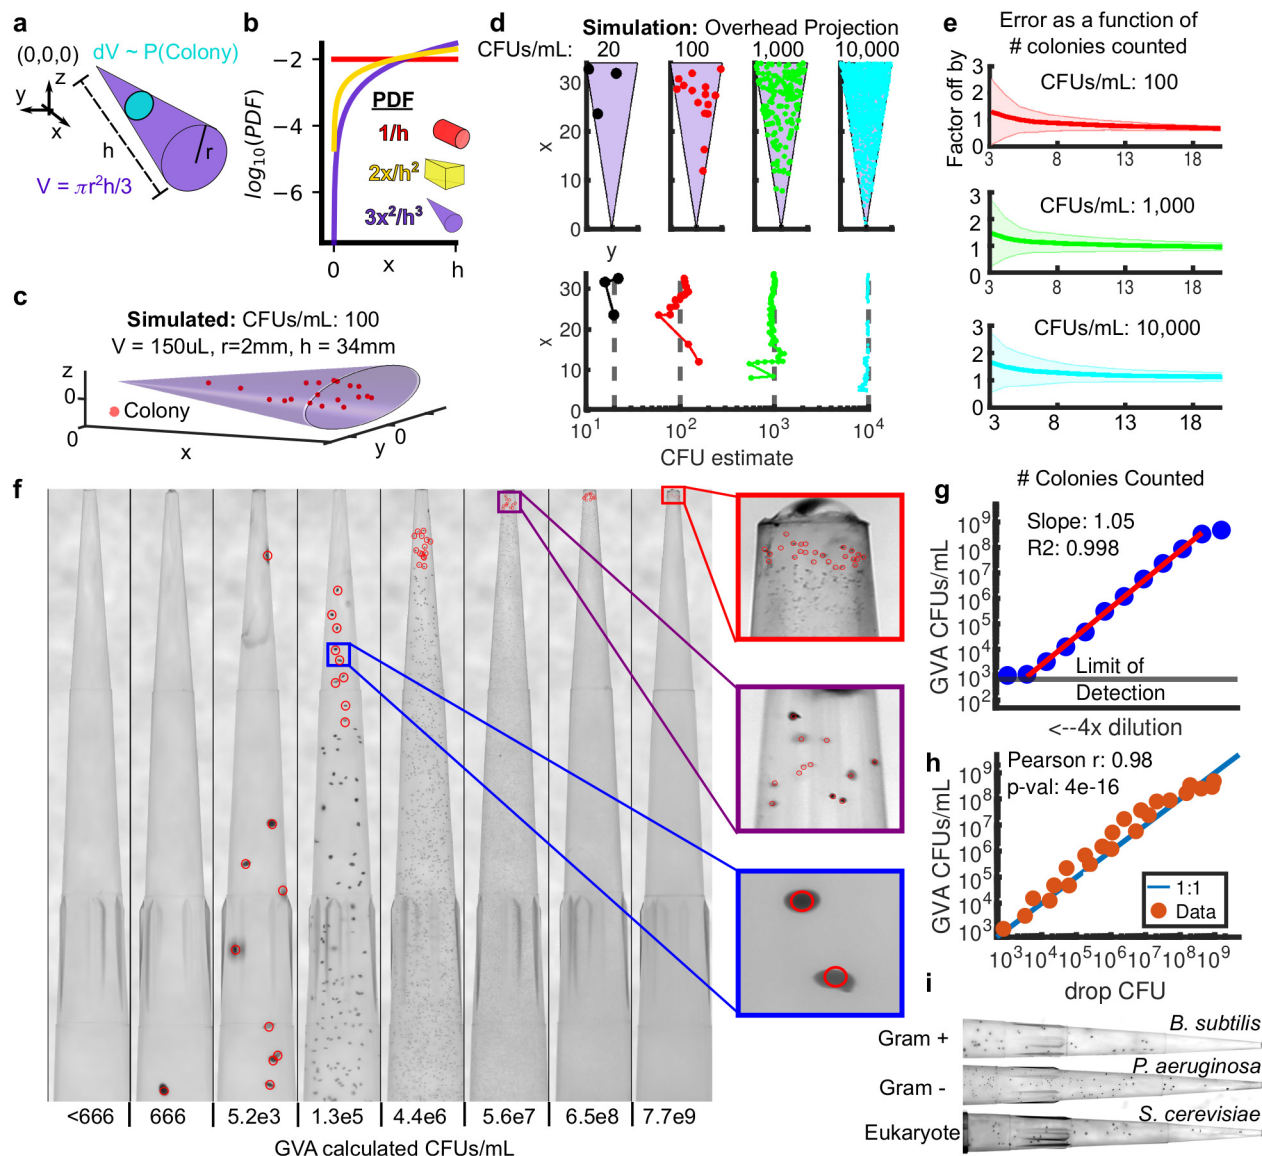 a
(0,0,0)
dV ~ P(Colony)
z
y
x
h
r
V = πr²h/3
b
log₁₀(PDF)
−2
−4
−6
PDF
1/h
2x/h²
3x²/h³
0
x
h
c
Simulated: CFUs/mL: 100
V = 150uL, r=2mm, h = 34mm
z
0
Colony
0
x
y
0
d
Simulation: Overhead Projection
CFUs/mL:
20
100
1,000
10,000
x
30
20
10
0
y
x
30
20
10
0
10¹
10²
10³
10⁴
CFU estimate
e
Error as a function of
# colonies counted
Factor off by
3
2
1
0
CFUs/mL: 100
3
8
13
18
3
2
1
0
CFUs/mL: 1,000
3
8
13
18
3
2
1
0
CFUs/mL: 10,000
3
8
13
18
# Colonies Counted
f
<666
666
5.2e3
1.3e5
4.4e6
5.6e7
6.5e8
7.7e9
GVA calculated CFUs/mL
g
GVA CFUs/mL
10⁹
10⁸
10⁷
10⁶
10⁵
10⁴
10³
10²
Slope: 1.05
R2: 0.998
Limit of
Detection
<--4x dilution
h
GVA CFUs/mL
10⁹
10⁸
10⁷
10⁶
10⁵
10⁴
10³
Pearson r: 0.98
p-val: 4e-16
1:1
Data
10³
10⁴
10⁵
10⁶
10⁷
10⁸
10⁹
drop CFU
i
Gram +
B. subtilis
Gram -
P. aeruginosa
Eukaryote
S. cerevisiae